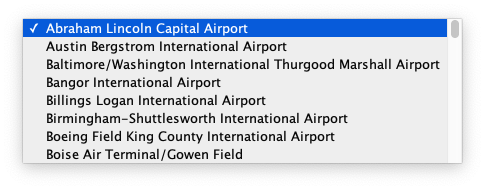 ✓ Abraham Lincoln Capital Airport
Austin Bergstrom International Airport
Baltimore/Washington International Thurgood Marshall Airport
Bangor International Airport
Billings Logan International Airport
Birmingham-Shuttlesworth International Airport
Boeing Field King County International Airport
Boise Air Terminal/Gowen Field